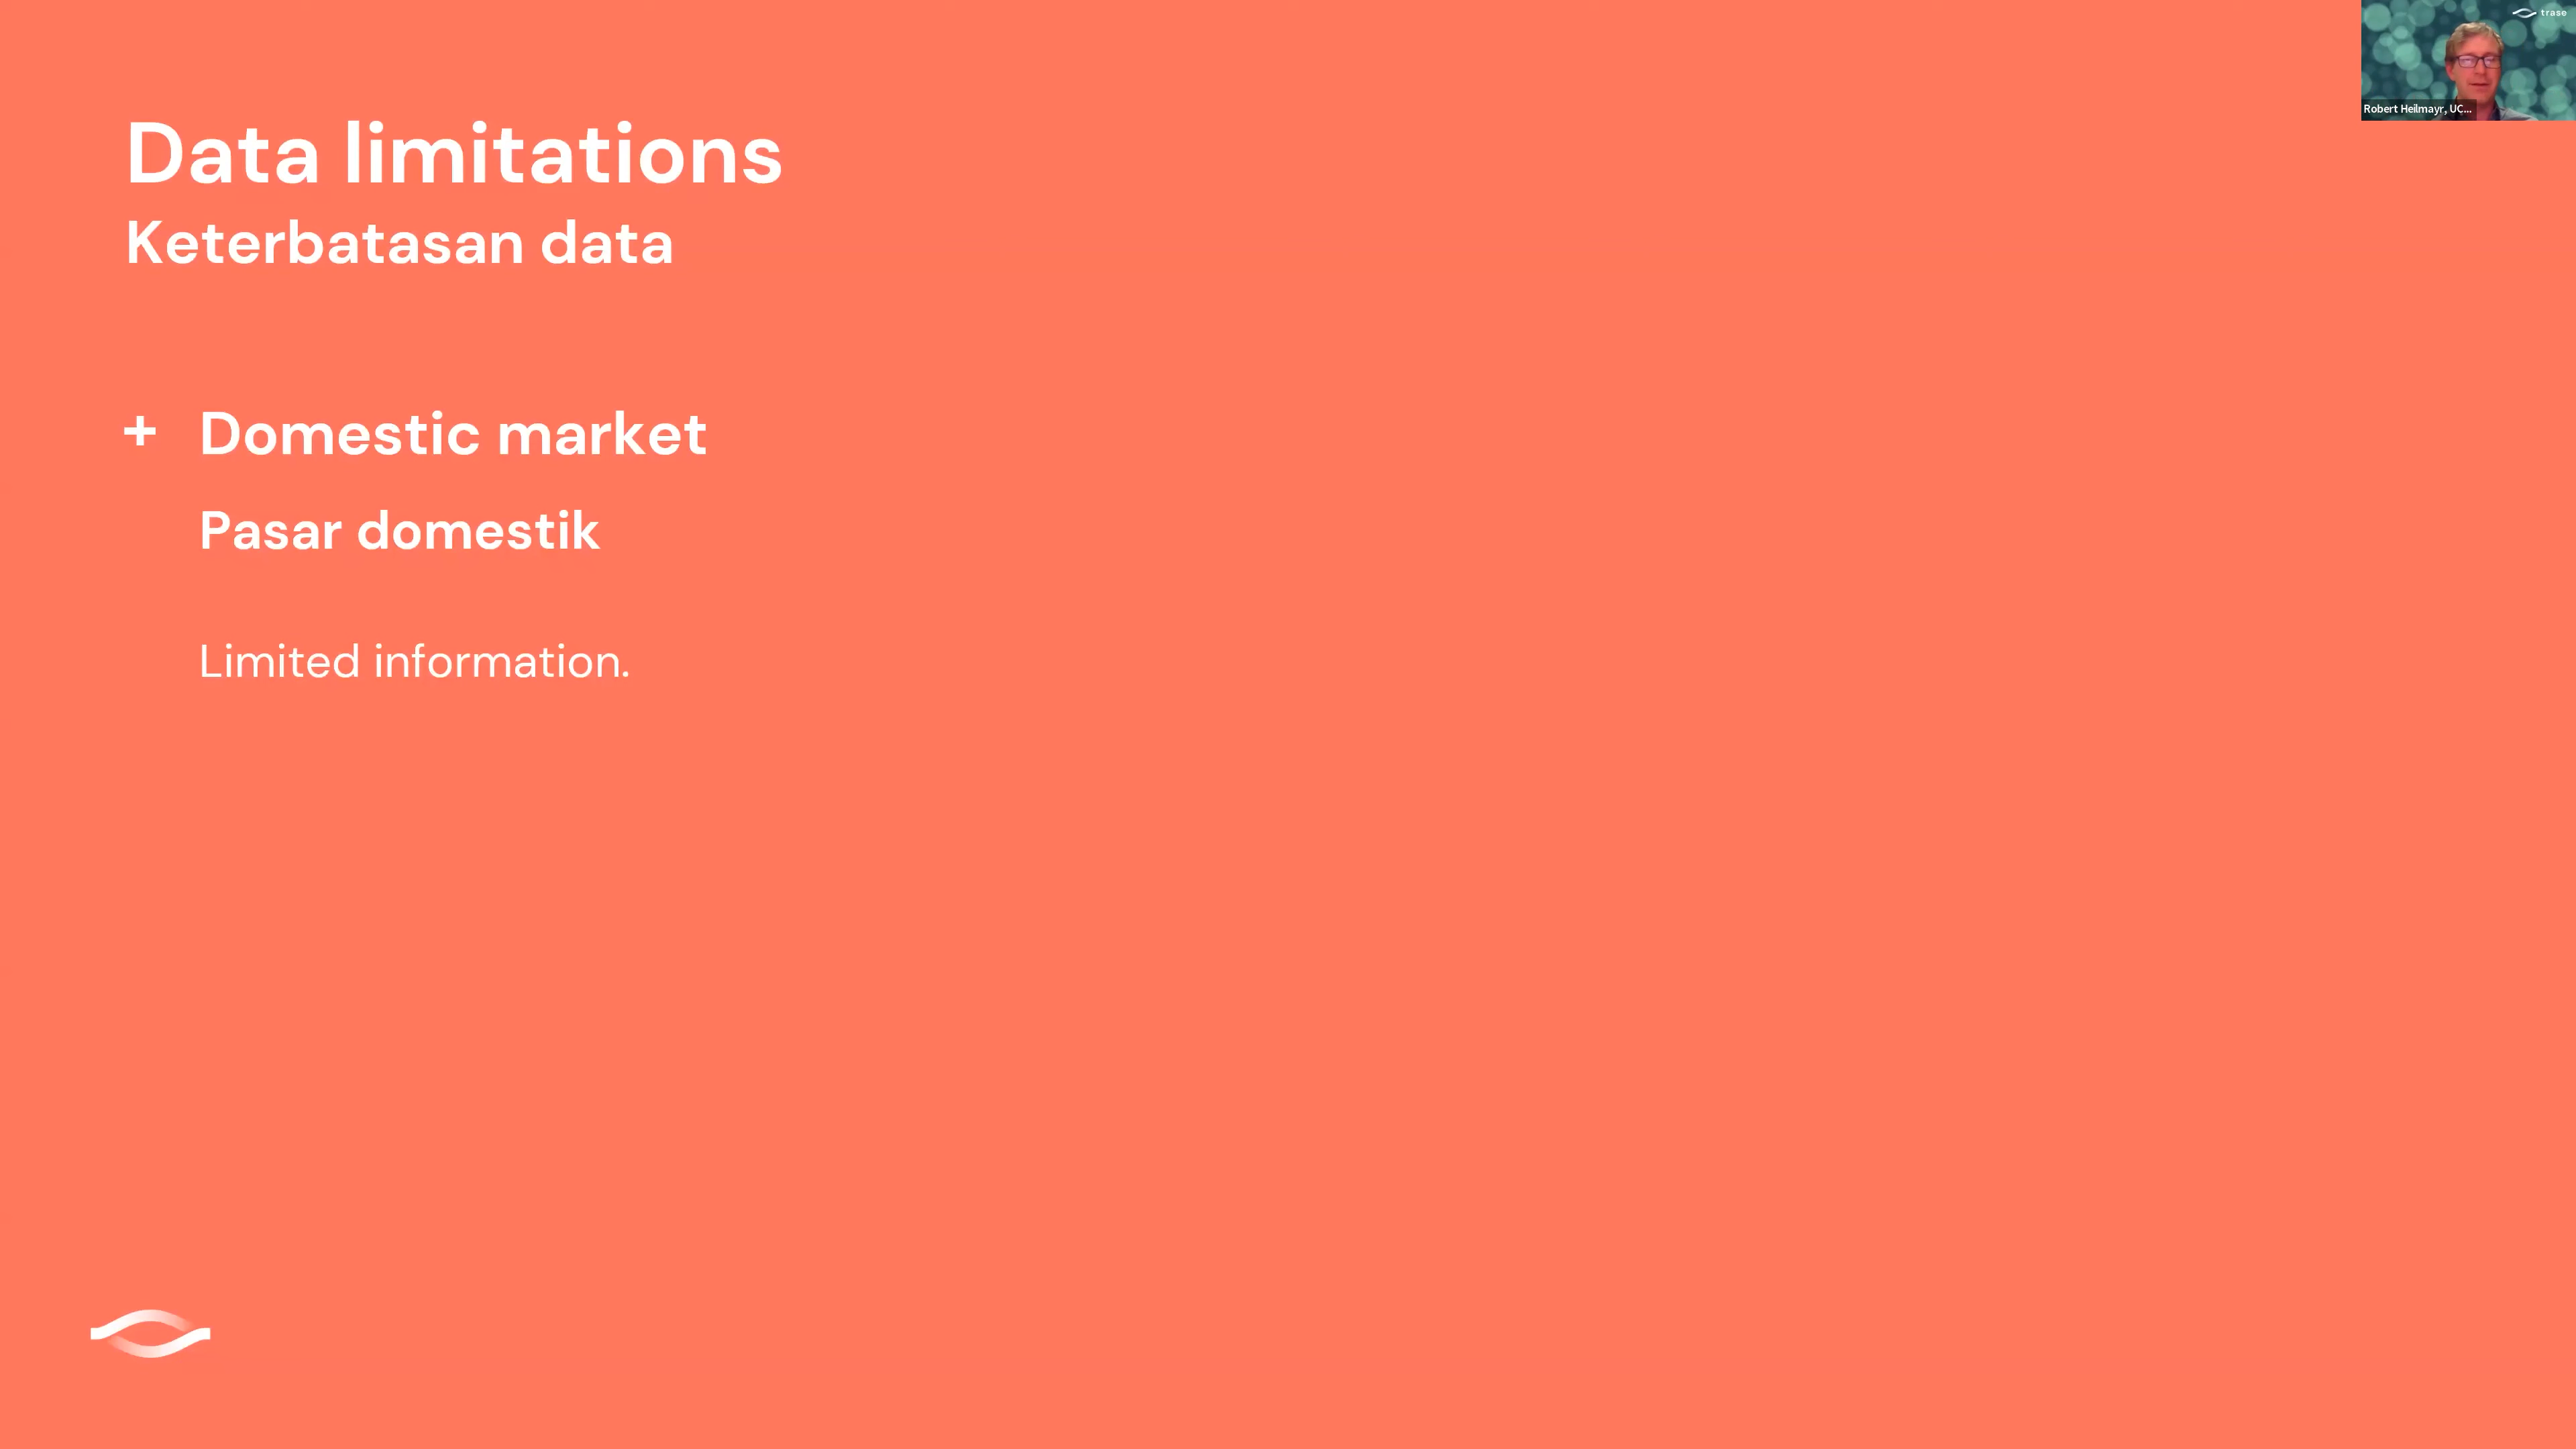 trase
Robert Heilmayr, UC...
Data limitations
Keterbatasan data
+ Domestic market
Pasar domestik
Limited information.